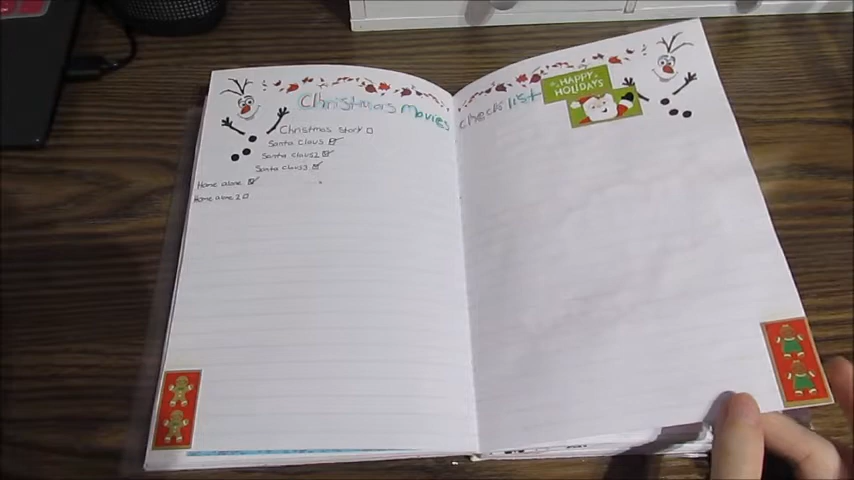 Christmas Movies checklist
HAPPY
HOLIDAYS
Christmas Story
Santa Claus
Santa Claus 2
Santa Claus 3
Home alone
Home alone 2